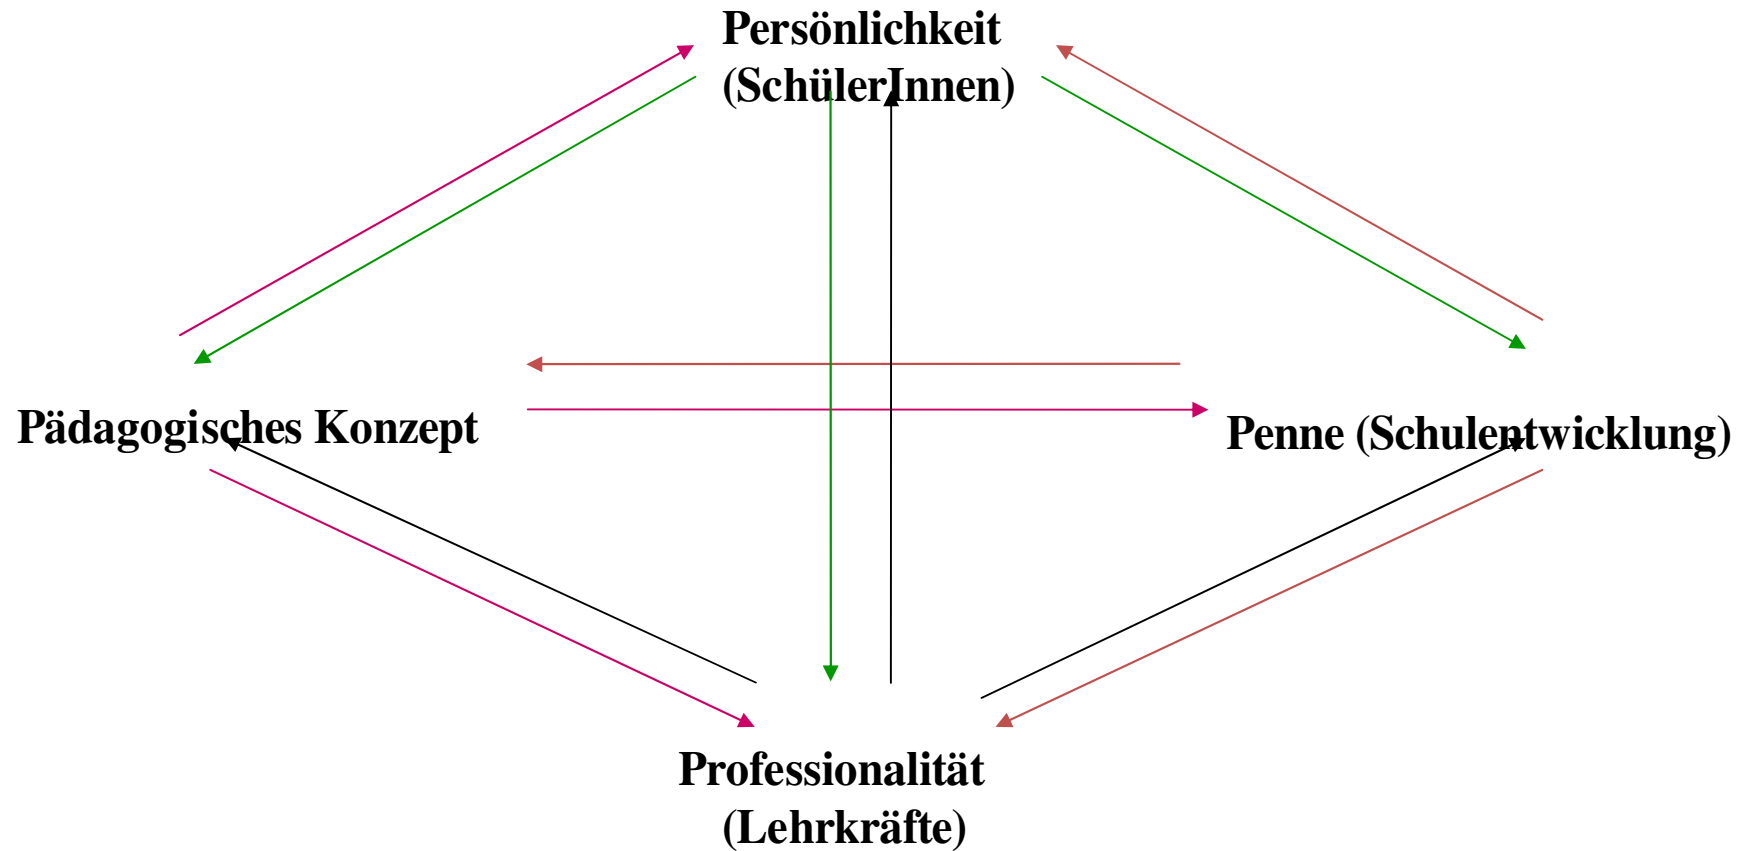 Persönlichkeit
(SchülerInnen)
Pädagogisches Konzept
Penne (Schulentwicklung)
Professionalität
(Lehrkräfte)